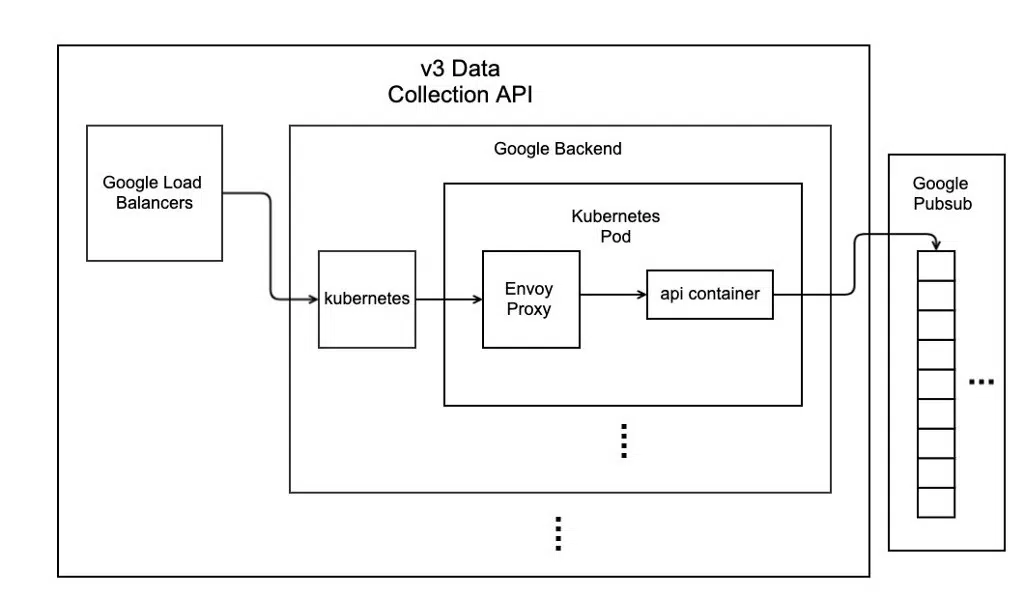 v3 Data
Collection API
Google Load
Balancers
Google Backend
Kubernetes
Pod
kubernetes
Envoy
Proxy
api container
Google
Pubsub